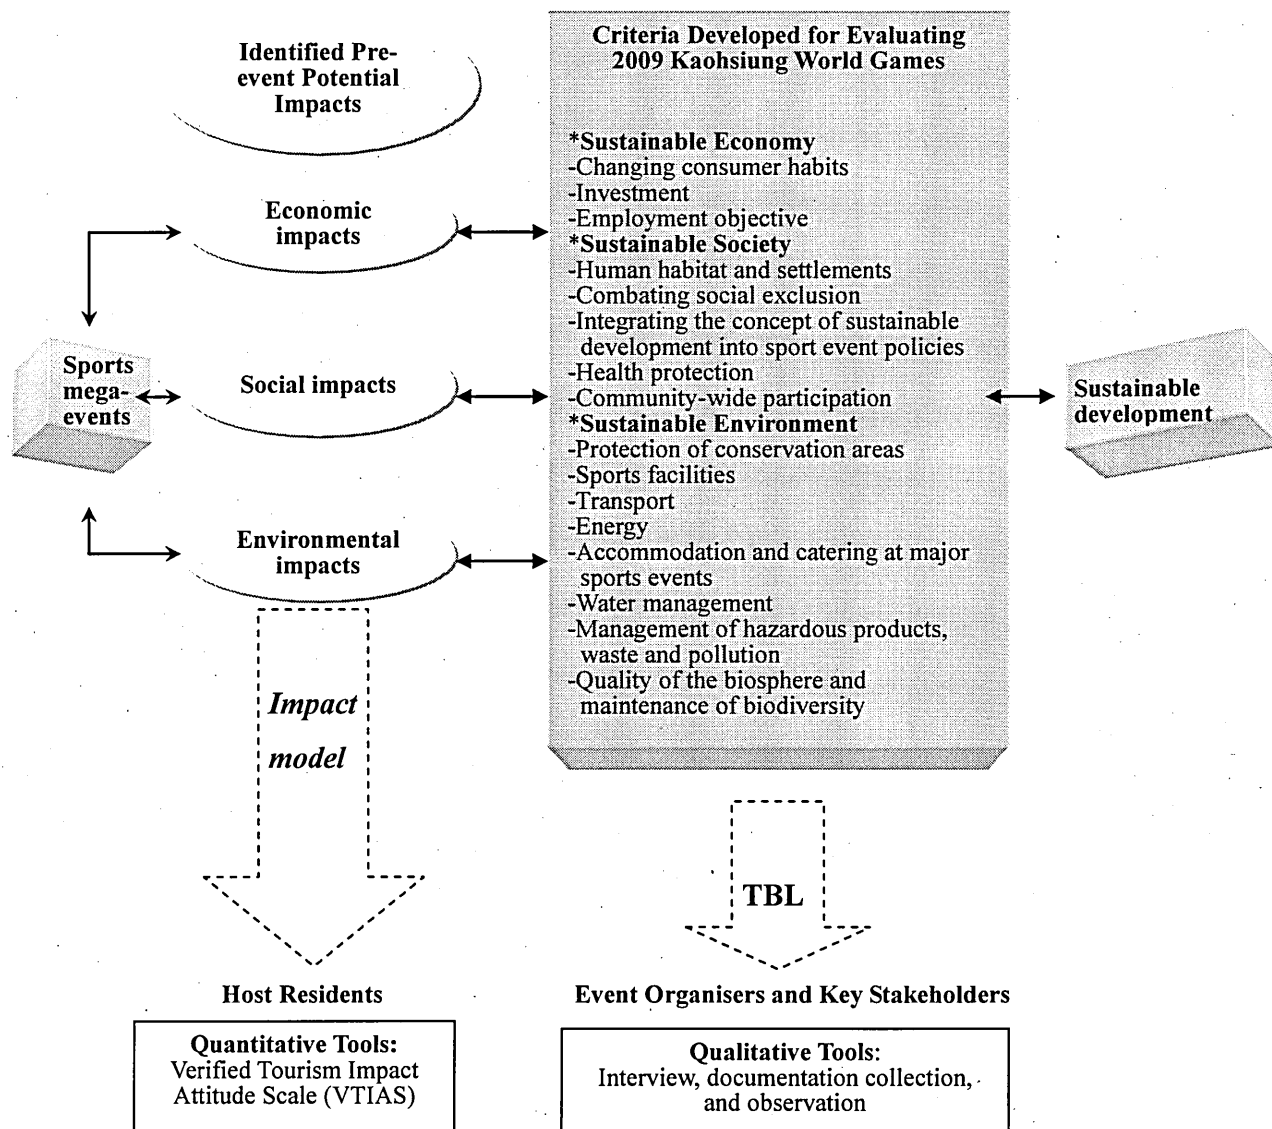 Identified Pre-
event Potential
Impacts
Economic
impacts
Sports
mega-
events
Social impacts
Environmental
impacts
Criteria Developed for Evaluating
2009 Kaohsiung World Games
*Sustainable Economy
-Changing consumer habits
-Investment
-Employment objective
*Sustainable Society
-Human habitat and settlements
-Combating social exclusion
-Integrating the concept of sustainable
development into sport event policies
-Health protection
-Community-wide participation
*Sustainable Environment
-Protection of conservation areas
-Sports facilities
-Transport
-Energy
-Accommodation and catering at major
sports events
-Water management
-Management of hazardous products,
waste and pollution
-Quality of the biosphere and
maintenance of biodiversity
Sustainable
development
Impact
model
TBL
Host Residents
Quantitative Tools:
Verified Tourism Impact
Attitude Scale (VTIAS)
Event Organisers and Key Stakeholders
Qualitative Tools:
Interview, documentation collection,
and observation